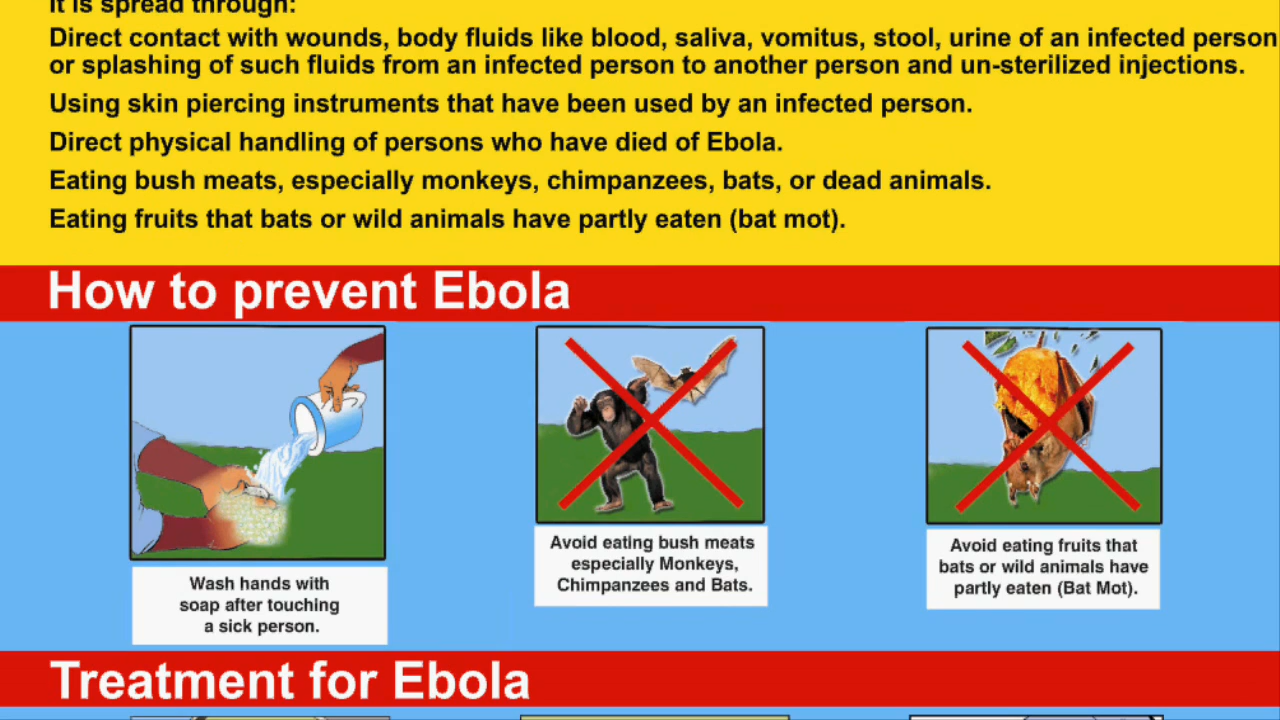 It is spread through:
Direct contact with wounds, body fluids like blood, saliva, vomitus, stool, urine of an infected person
or splashing of such fluids from an infected person to another person and un-sterilized injections.
Using skin piercing instruments that have been used by an infected person.
Direct physical handling of persons who have died of Ebola.
Eating bush meats, especially monkeys, chimpanzees, bats, or dead animals.
Eating fruits that bats or wild animals have partly eaten (bat mot).
How to prevent Ebola
Wash hands with
soap after touching
a sick person.
Avoid eating bush meats
especially Monkeys,
Chimpanzees and Bats.
Avoid eating fruits that
bats or wild animals have
partly eaten (Bat Mot).
Treatment for Ebola